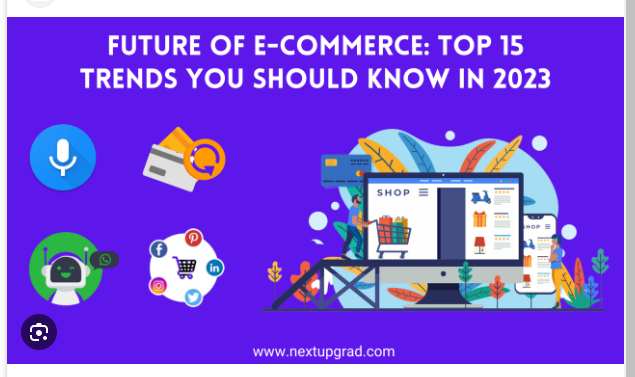 FUTURE OF E-COMMERCE: TOP 15
TRENDS YOU SHOULD KNOW IN 2023
SHOP
SHOP
www.nextupgrad.com